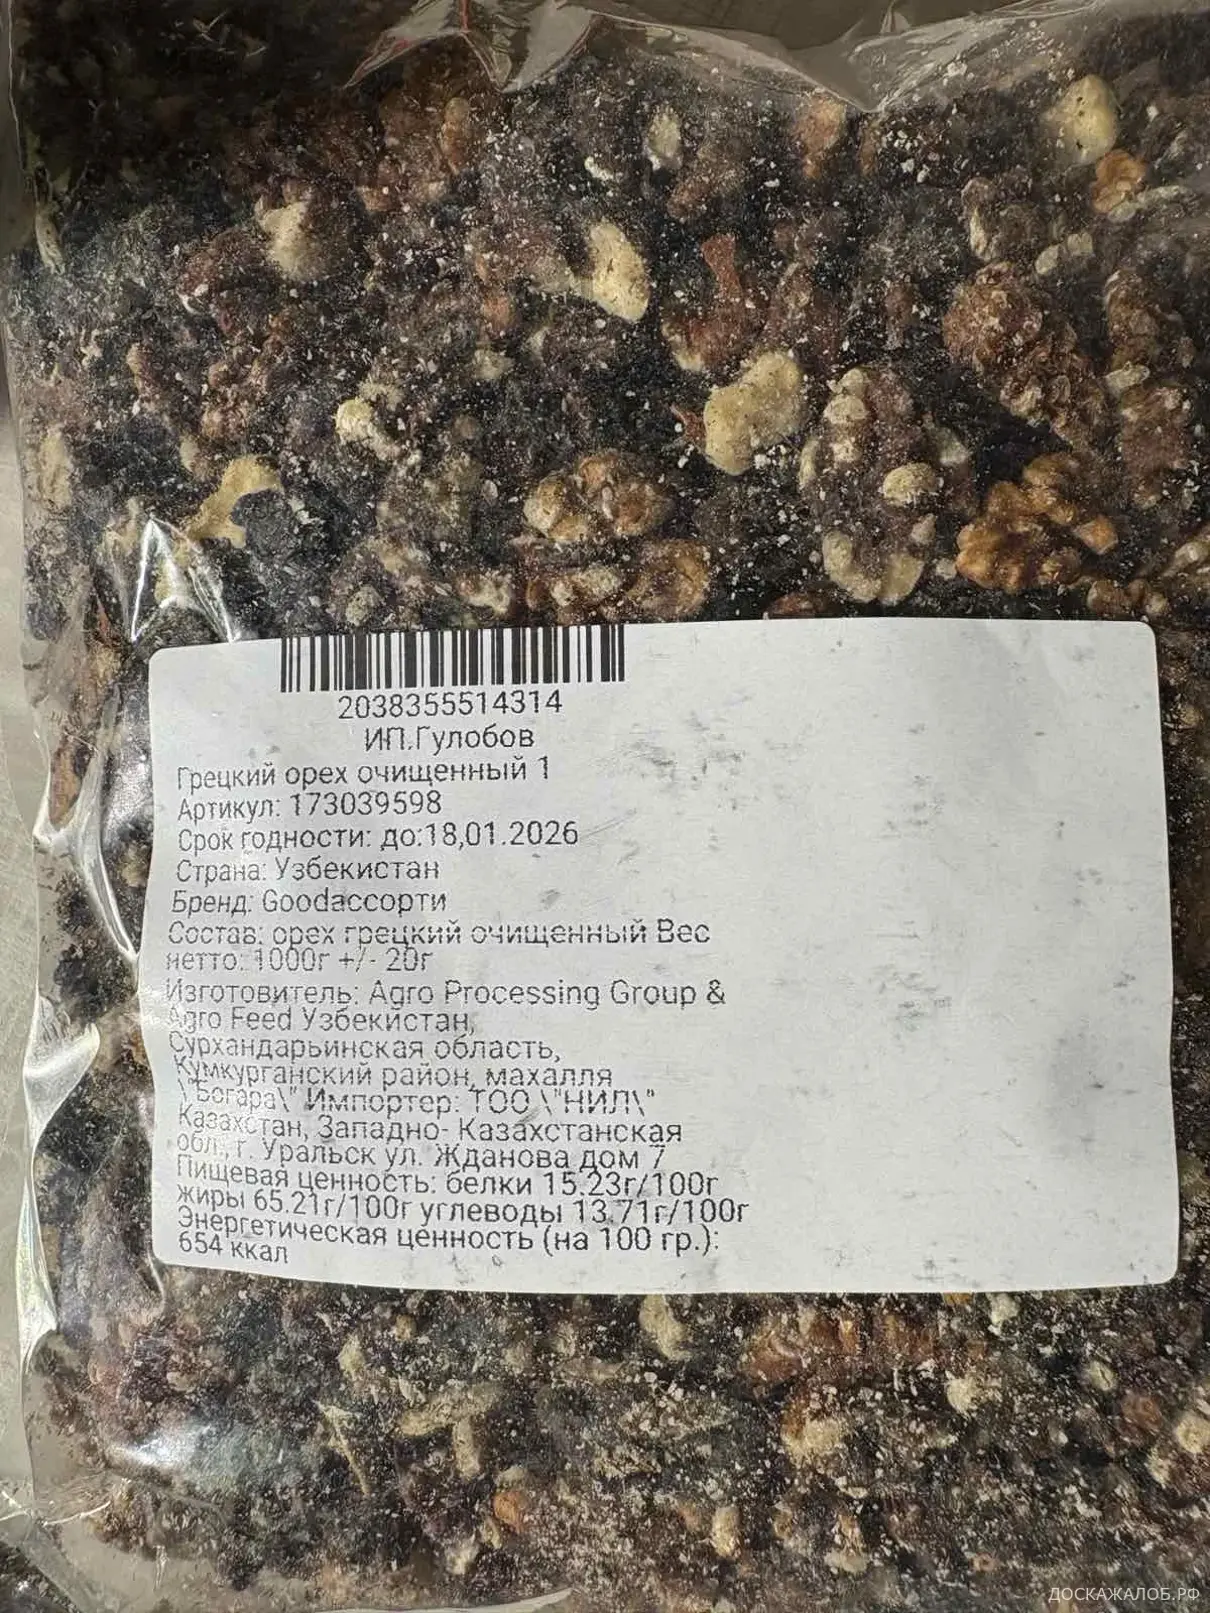 2038355514314
ИП.Гулобов
Грецкий орех очищенный 1
Артикул: 173039598
Срок годности: до:18,01.2026
Страна: Узбекистан
Бренд: Goodассорти
Состав: орех грецкий очищенный Вес
нетто: 1000г +/- 20г
Изготовитель: Agro Processing Group &
Agro Feed Узбекистан,
Сурхандарьинская область,
Кумкурганский район, махалля
\"Богара\" Импортер: ТОО \"НИЛ\"
Казахстан, Западно- Казахстанская
обл., г. Уральск ул. Жданова дом 7
Пищевая ценность: белки 15.23г/100г
жиры 65.21г/100г углеводы 13.71г/100г
Энергетическая ценность (на 100 гр.):
654 ккал
ДОСКАЖАЛОБ.РФ